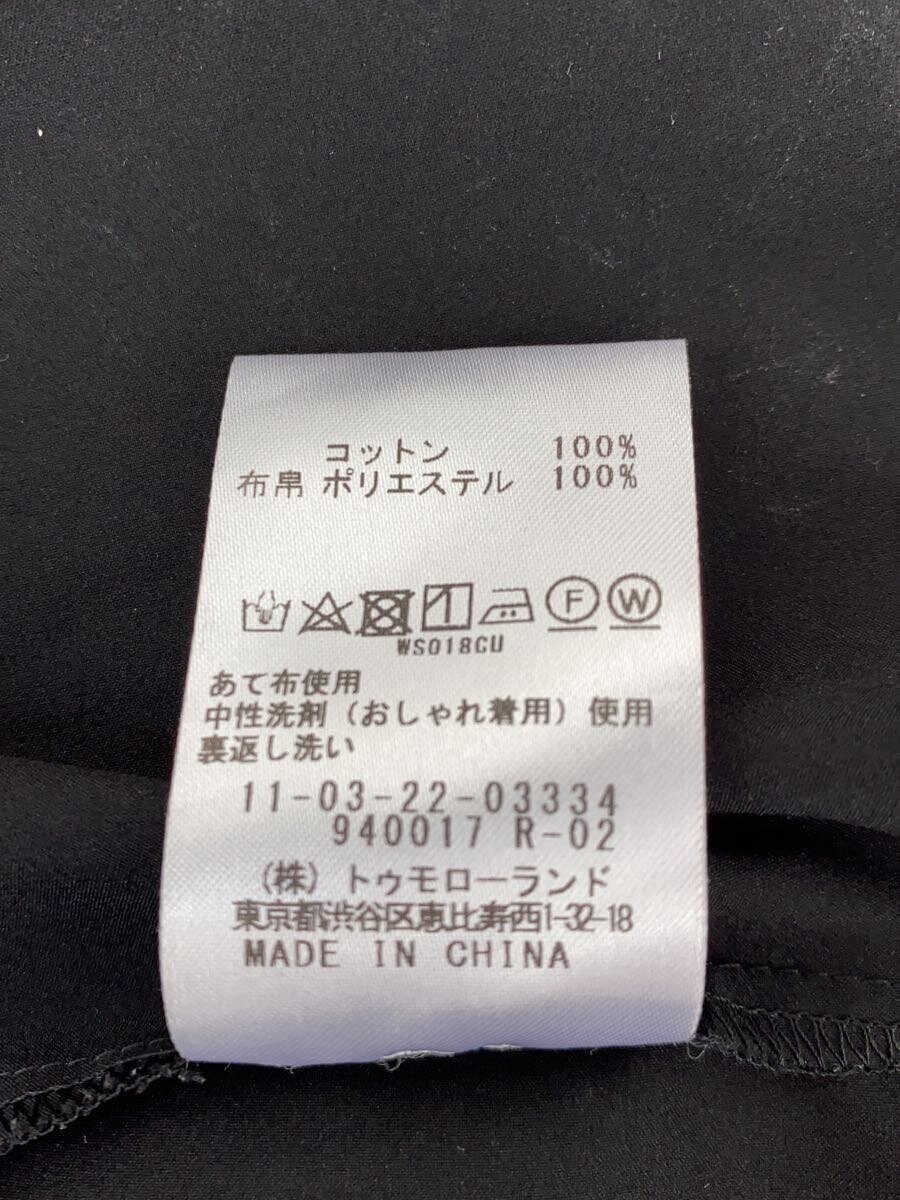 コットン 100%
布帛 ポリエステル 100%
F W
WS018CU
あて布使用
中性洗剤(おしゃれ着用)使用
裏返し洗い
11-03-22-03334
940017 R-02
(株)トゥモローランド
東京都渋谷区恵比寿西1-32-18
MADE IN CHINA